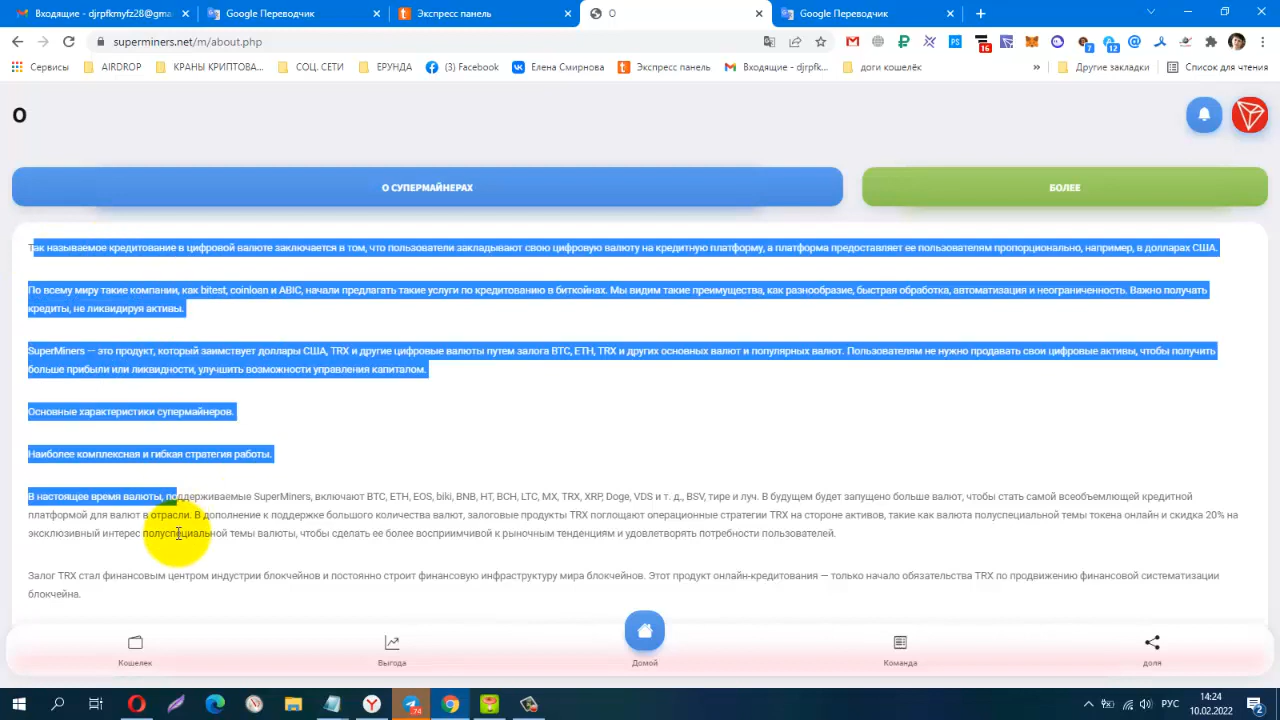 Входящие - djrpfkmyfz28@gma
Google Переводчик
Экспресс панель
О
Google Переводчик
superminers.net/m/about.php
16
7
12
Сервисы
AIRDROP
КРАНЫ КРИПТОВА...
СОЦ. СЕТИ
ЕРУНДА
(3) Facebook
Елена Смирнова
Экспресс панель
Входящие - djrpfk...
доги кошелёк
»
Другие закладки
Список для чтения
О
О СУПЕРМАЙНЕРАХ
БОЛЕЕ
Так называемое кредитование в цифровой валюте заключается в том, что пользователи закладывают свою цифровую валюту на кредитную платформу, а платформа предоставляет ее пользователям пропорционально, например, в долларах США.
По всему миру такие компании, как bitest, coinloan и ABIC, начали предлагать такие услуги по кредитованию в биткойнах. Мы видим такие преимущества, как разнообразие, быстрая обработка, автоматизация и неограниченность. Важно получать
кредиты, не ликвидируя активы.
SuperMiners — это продукт, который заимствует доллары США, TRX и другие цифровые валюты путем залога BTC, ETH, TRX и других основных валют и популярных валют. Пользователям не нужно продавать свои цифровые активы, чтобы получить
больше прибыли или ликвидности, улучшить возможности управления капиталом.
Основные характеристики супермайнеров.
Наиболее комплексная и гибкая стратегия работы.
В настоящее время валюты, поддерживаемые SuperMiners, включают BTC, ETH, EOS, biki, BNB, HT, BCH, LTC, MX, TRX, XRP, Doge, VDS и т. д., BSV, тире и луч. В будущем будет запущено больше валют, чтобы стать самой всеобъемлющей кредитной
платформой для валют в отрасли. В дополнение к поддержке большого количества валют, залоговые продукты TRX поглощают операционные стратегии TRX на стороне активов, такие как валюта полуспециальной темы токена онлайн и скидка 20% на
эксклюзивный интерес полуспециальной темы валюты, чтобы сделать ее более восприимчивой к рыночным тенденциям и удовлетворять потребности пользователей.
Залог TRX стал финансовым центром индустрии блокчейнов и постоянно строит финансовую инфраструктуру мира блокчейнов. Этот продукт онлайн-кредитования — только начало обязательства TRX по продвижению финансовой систематизации
блокчейна.
Кошелек
Выгода
Домой
Команда
доля
74
РУС
14:24
10.02.2022
2